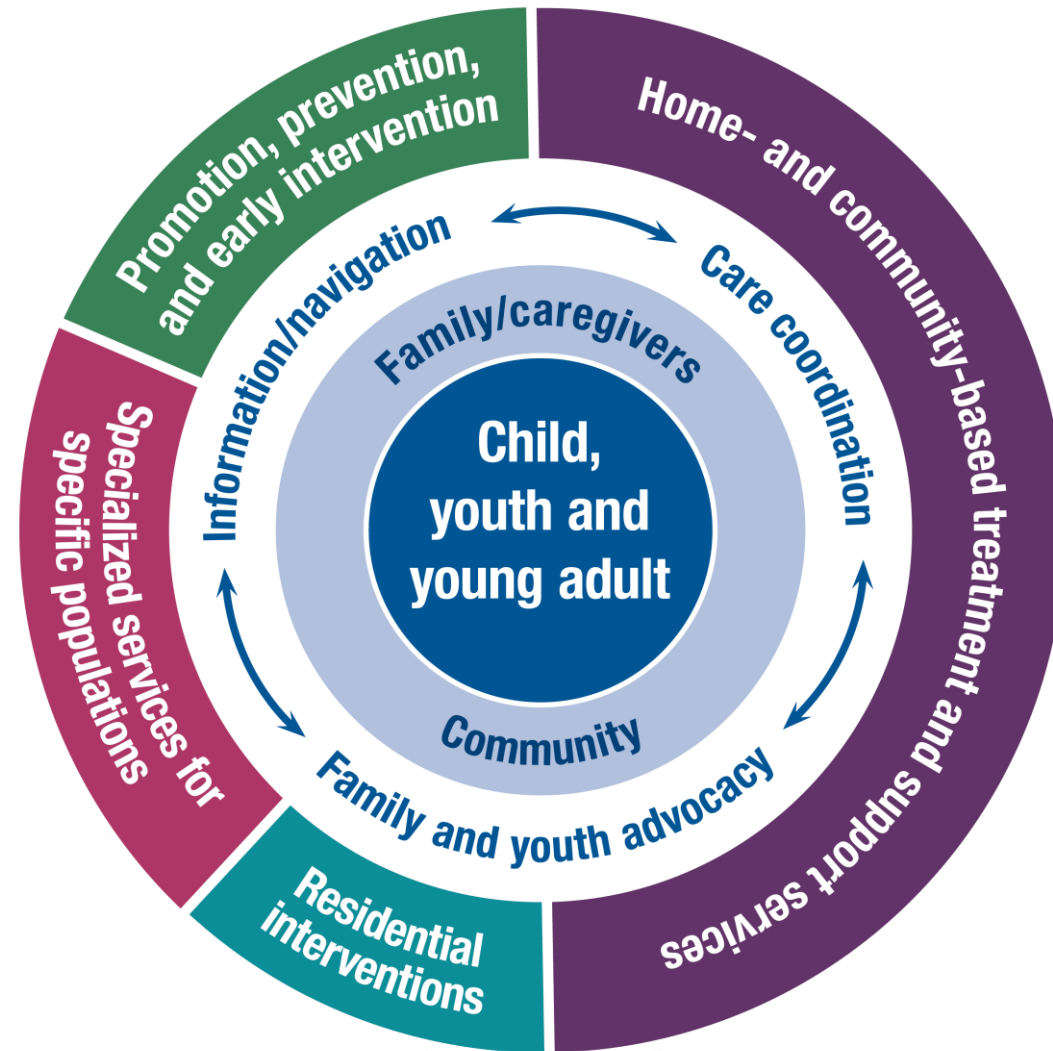 Promotion, prevention,
and early intervention
Home- and community-based treatment and support services
Information/navigation
Care coordination
Family/caregivers
Child,
youth and
young adult
Specialized services for
specific populations
Community
Family and youth advocacy
Residential
interventions